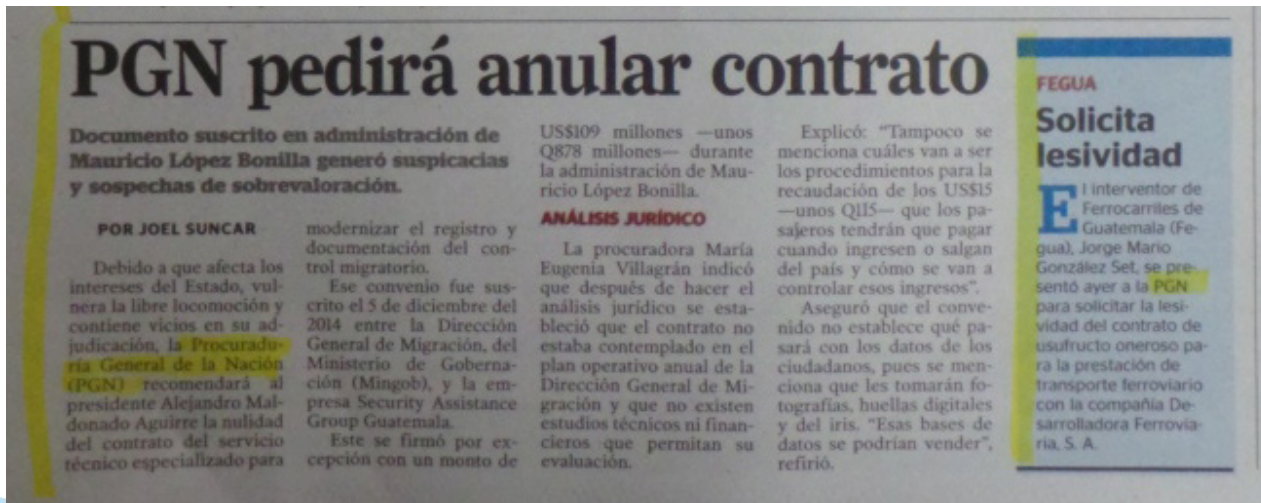 PGN pedirá anular contrato
Documento suscrito en administración de
Mauricio López Bonilla generó suspicacias
y sospechas de sobrevaloración.
POR JOEL SUNCAR
Debido a que afecta los
intereses del Estado, vul-
nera la libre locomoción y
contiene vicios en su ad-
judicación, la Procuradu-
ría General de la Nación
(PGN) recomendará al
presidente Alejandro Mal-
donado Aguirre la nulidad
del contrato del servicio
técnico especializado para
modernizar el registro y
documentación del con-
trol migratorio.
Ese convenio fue sus-
crito el 5 de diciembre del
2014 entre la Dirección
General de Migración, del
Ministerio de Goberna-
ción (Mingob), y la em-
presa Security Assistance
Group Guatemala.
Este se firmó por ex-
cepción con un monto de
US$109 millones —unos
Q878 millones— durante
la administración de Mau-
ricio López Bonilla.
ANÁLISIS JURÍDICO
La procuradora María
Eugenia Villagrán indicó
que después de hacer el
análisis jurídico se esta-
bleció que el contrato no
estaba contemplado en el
plan operativo anual de la
Dirección General de Mi-
gración y que no existen
estudios técnicos ni finan-
cieros que permitan su
evaluación.
Explicó: “Tampoco se
menciona cuáles van a ser
los procedimientos para la
recaudación de los US$15
—unos Q115— que los pa-
sajeros tendrán que pagar
cuando ingresen o salgan
del país y cómo se van a
controlar esos ingresos”.
Aseguró que el conve-
nido no establece qué pa-
sará con los datos de los
ciudadanos, pues se men-
ciona que les tomarán fo-
tografías, huellas digitales
y del iris. “Esas bases de
datos se podrían vender”,
refirió.
FEGUA
Solicita
lesividad
El interventor de
Ferrocarriles de
Guatemala (Fe-
gua), Jorge Mario
González Set, se pre-
sentó ayer a la PGN
para solicitar la lesi-
vidad del contrato de
usufructo oneroso pa-
ra la prestación de
transporte ferroviario
con la compañía De-
sarrolladora Ferrovia-
ria, S. A.